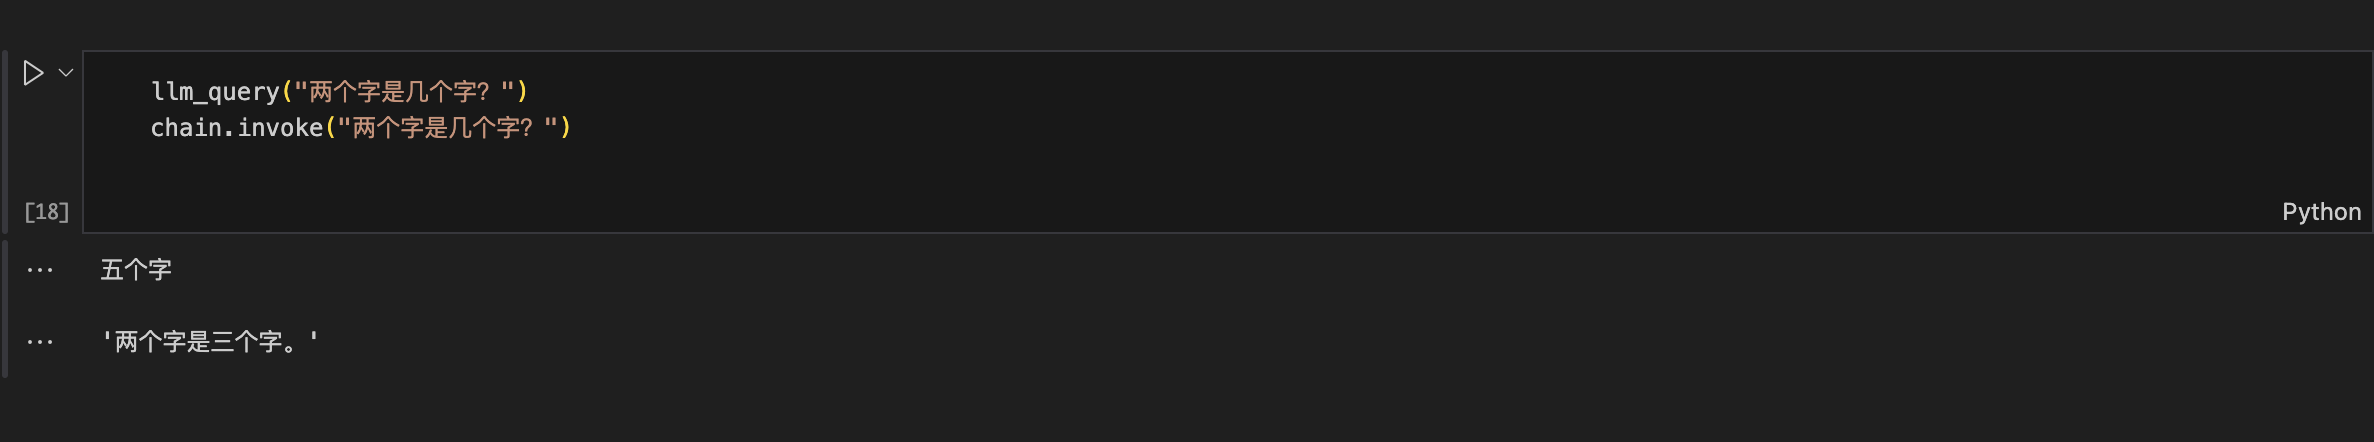 llm_query("两个字是几个字？")
chain.invoke("两个字是几个字？")
[18]
Python
... 五个字
... '两个字是三个字。'